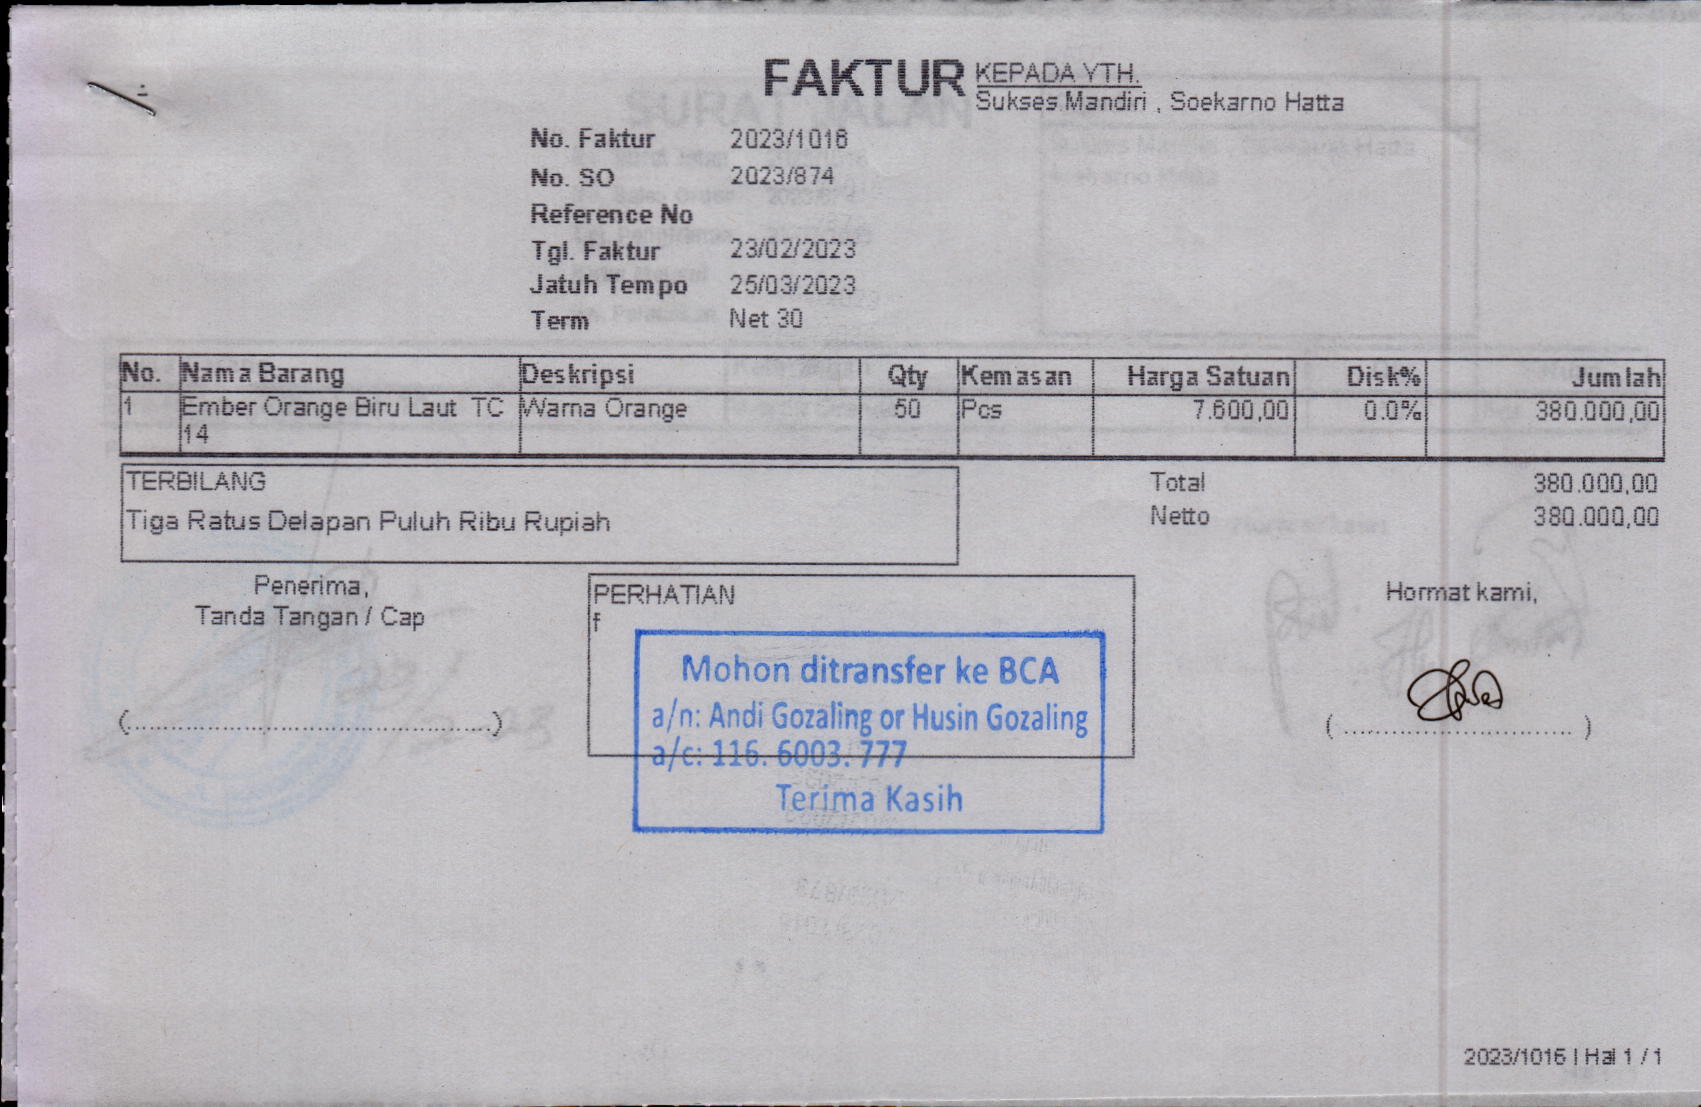 FAKTUR
KEPADA YTH.
Sukses Mandiri , Soekarno Hatta
No. Faktur 2023/1016
No. SO 2023/874
Reference No
Tgl. Faktur 23/02/2023
Jatuh Tempo 25/03/2023
Term Net 30
No. Nama Barang Deskripsi Qty Kemasan Harga Satuan Disk% Jumlah
1 Ember Orange Biru Laut TC Warna Orange 50 Pcs 7.600,00 0.0% 380.000,00
14
TERBILANG Total 380.000,00
Tiga Ratus Delapan Puluh Ribu Rupiah Netto 380.000,00
Penerima,
Tanda Tangan / Cap
PERHATIAN
f
Hormat kami,
Mohon ditransfer ke BCA
a/n: Andi Gozaling or Husin Gozaling
a/c: 116. 6003. 777
Terima Kasih
(....................................................)
( ................................ )
2023/1016 | Hal 1 / 1